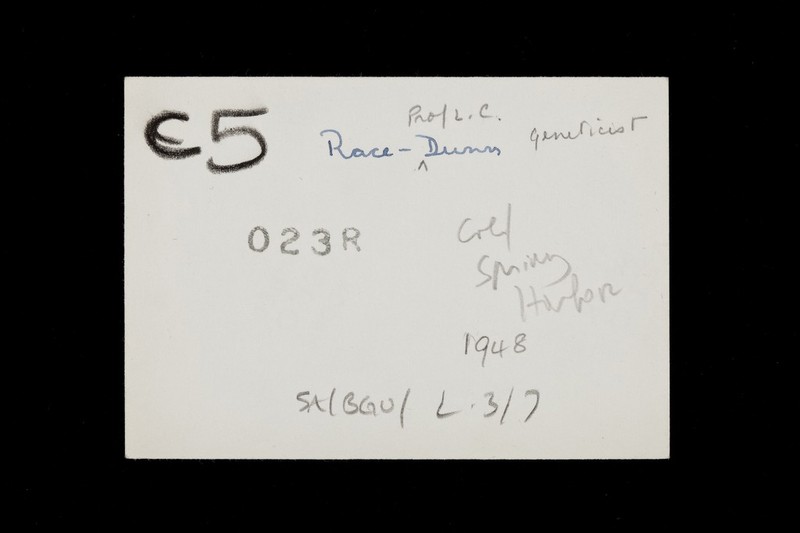 C5
Prof L. C.
Race - Dunn geneticist
^
023R
Cold
Spring
Harbor
1948
SA/BGU/ L.3/7